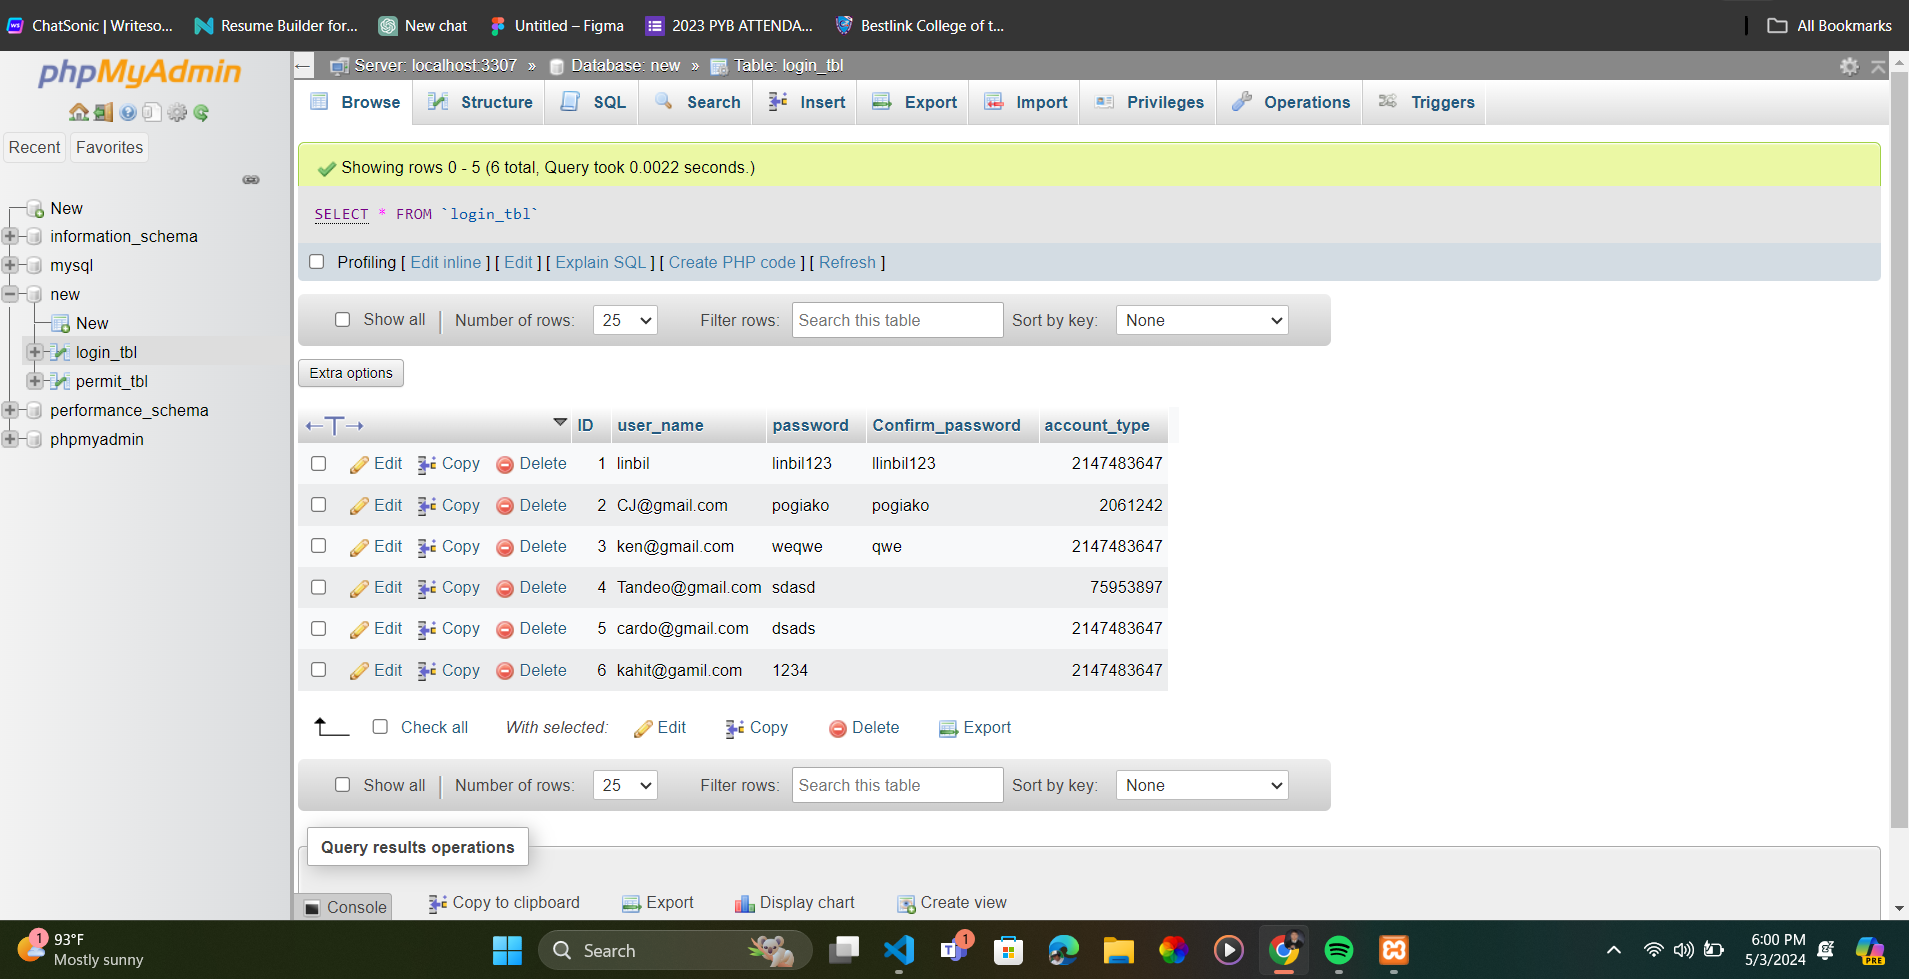 ChatSonic | Writeso...
Resume Builder for...
New chat
Untitled – Figma
2023 PYB ATTENDA...
Bestlink College of t...
All Bookmarks
phpMyAdmin
Recent Favorites
New
information_schema
mysql
new
New
login_tbl
permit_tbl
performance_schema
phpmyadmin
Server: localhost:3307 » Database: new » Table: login_tbl
Browse Structure SQL Search Insert Export Import Privileges Operations Triggers
Showing rows 0 - 5 (6 total, Query took 0.0022 seconds.)
SELECT * FROM `login_tbl`
Profiling [ Edit inline ] [ Edit ] [ Explain SQL ] [ Create PHP code ] [ Refresh ]
Show all Number of rows: 25 Filter rows: Search this table Sort by key: None
Extra options
←T→ ID user_name password Confirm_password account_type
Edit Copy Delete 1 linbil linbil123 llinbil123 2147483647
Edit Copy Delete 2 CJ@gmail.com pogiako pogiako 2061242
Edit Copy Delete 3 ken@gmail.com weqwe qwe 2147483647
Edit Copy Delete 4 Tandeo@gmail.com sdasd 75953897
Edit Copy Delete 5 cardo@gmail.com dsads 2147483647
Edit Copy Delete 6 kahit@gamil.com 1234 2147483647
Check all With selected: Edit Copy Delete Export
Show all Number of rows: 25 Filter rows: Search this table Sort by key: None
Query results operations
Console
Copy to clipboard Export Display chart Create view
1
93°F
Mostly sunny
Search
1
6:00 PM
5/3/2024
PRE